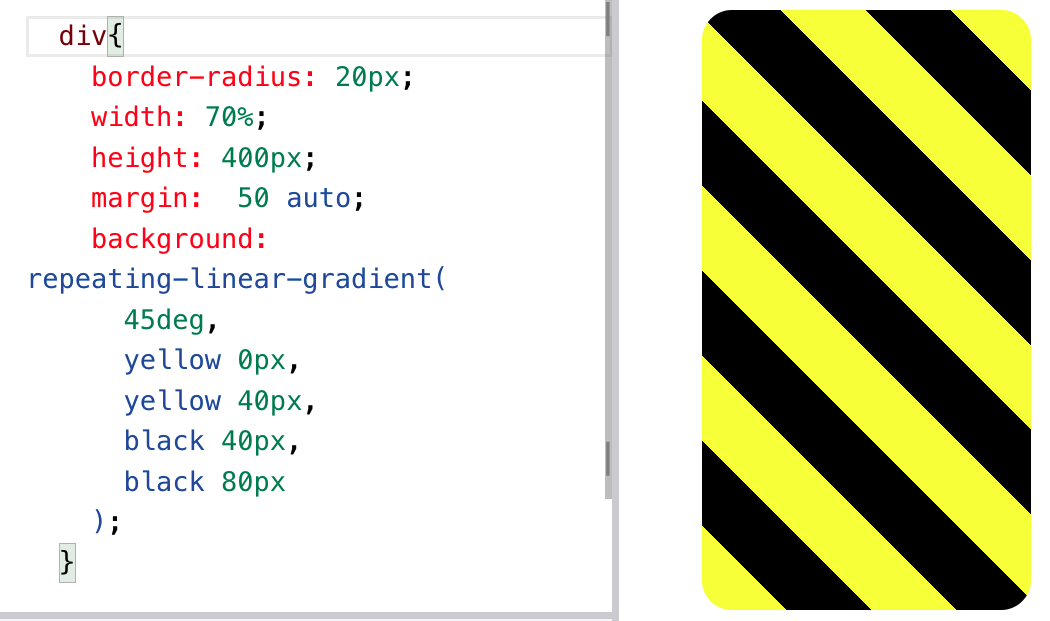 div{
border-radius: 20px;
width: 70%;
height: 400px;
margin:  50 auto;
background:
repeating-linear-gradient(
45deg,
yellow 0px,
yellow 40px,
black 40px,
black 80px
);
}